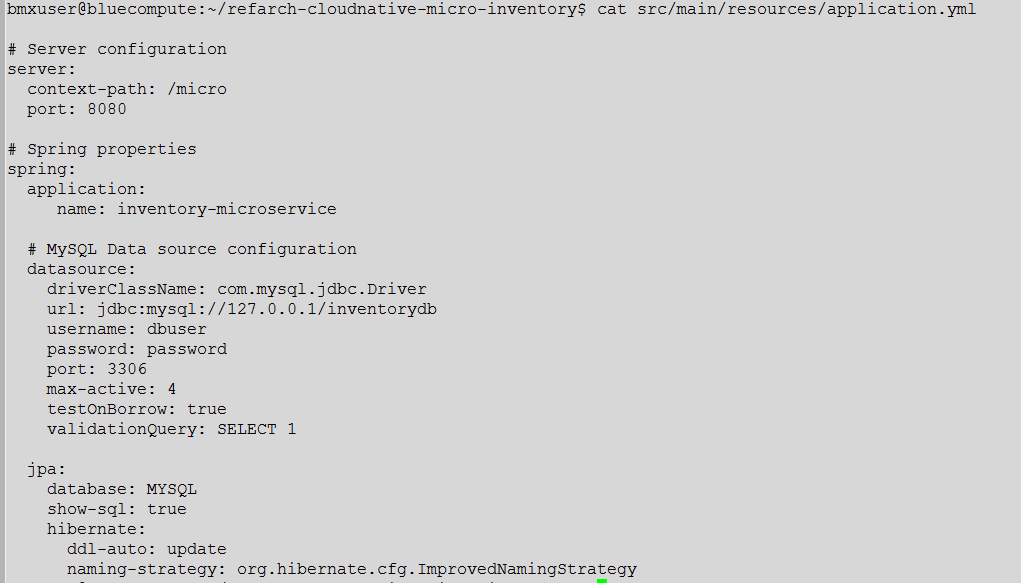 bmxuser@bluecompute:~/refarch-cloudnative-micro-inventory$ cat src/main/resources/application.yml
# Server configuration
server:
  context-path: /micro
  port: 8080
# Spring properties
spring:
  application:
     name: inventory-microservice
  # MySQL Data source configuration
  datasource:
    driverClassName: com.mysql.jdbc.Driver
    url: jdbc:mysql://127.0.0.1/inventorydb
    username: dbuser
    password: password
    port: 3306
    max-active: 4
    testOnBorrow: true
    validationQuery: SELECT 1
  jpa:
    database: MYSQL
    show-sql: true
    hibernate:
      ddl-auto: update
      naming-strategy: org.hibernate.cfg.ImprovedNamingStrategy